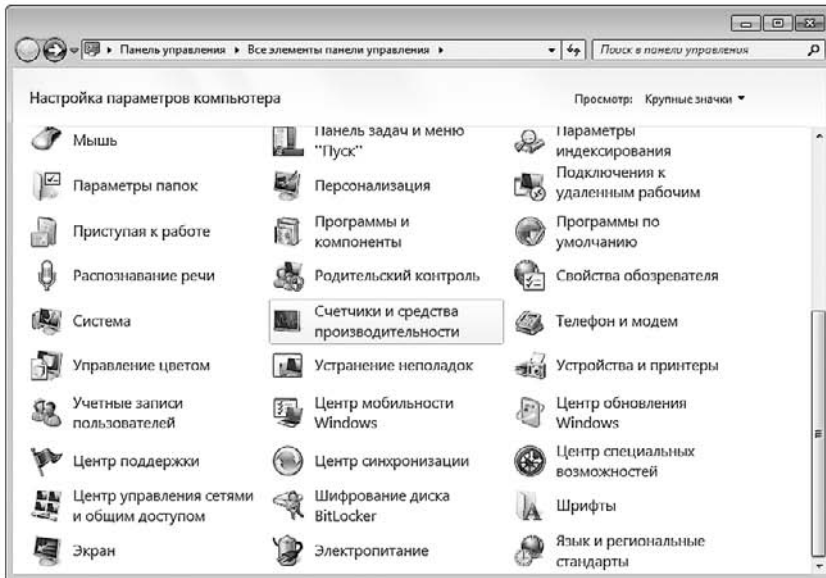 Панель управления ▸ Все элементы панели управления ▸
Поиск в панели управления
Настройка параметров компьютера
Просмотр: Крупные значки
Мышь
Панель задач и меню
"Пуск"
Параметры
индексирования
Параметры папок
Персонализация
Подключения к
удаленным рабочим
Приступая к работе
Программы и
компоненты
Программы по
умолчанию
Распознавание речи
Родительский контроль
Свойства обозревателя
Система
Счетчики и средства
производительности
Телефон и модем
Управление цветом
Устранение неполадок
Устройства и принтеры
Учетные записи
пользователей
Центр мобильности
Windows
Центр обновления
Windows
Центр поддержки
Центр синхронизации
Центр специальных
возможностей
Центр управления сетями
и общим доступом
Шифрование диска
BitLocker
Шрифты
Экран
Электропитание
Язык и региональные
стандарты